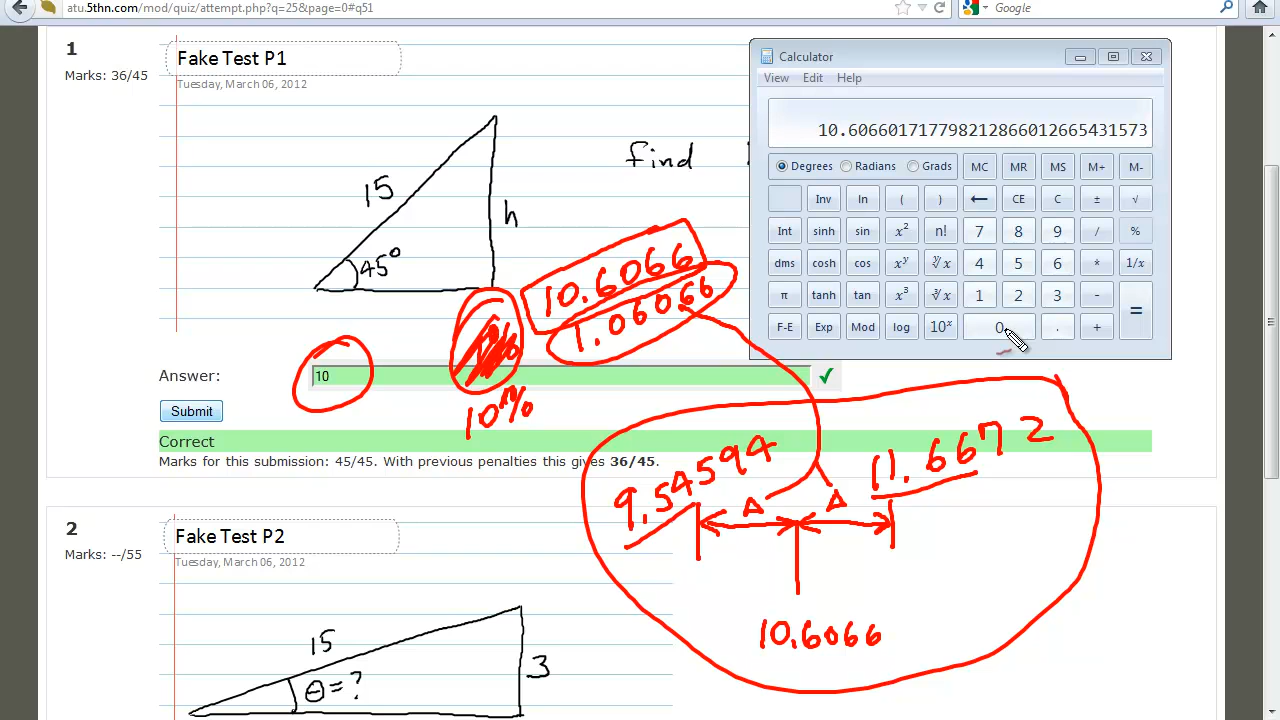 atu.5thn.com/mod/quiz/attempt.php?q=25&page=0#q51
Google
1
Marks: 36/45
Fake Test P1
Tuesday, March 06, 2012
15
45°
h
find
Calculator
View Edit Help
10.606601717798212866012665431573
Degrees Radians Grads MC MR MS M+ M-
Inv ln ( ) ← CE C ± √
Int sinh sin x² n! 7 8 9 / %
dms cosh cos xʸ ʸ√x 4 5 6 * 1/x
π tanh tan x³ ³√x 1 2 3 - =
F-E Exp Mod log 10ˣ 0 . +
10.6066
1.06066
Answer: 10
10%
Submit
Correct
Marks for this submission: 45/45. With previous penalties this gives 36/45.
9.54594
11.6672
Δ Δ
10.6066
2
Marks: --/55
Fake Test P2
Tuesday, March 06, 2012
15
3
θ=?